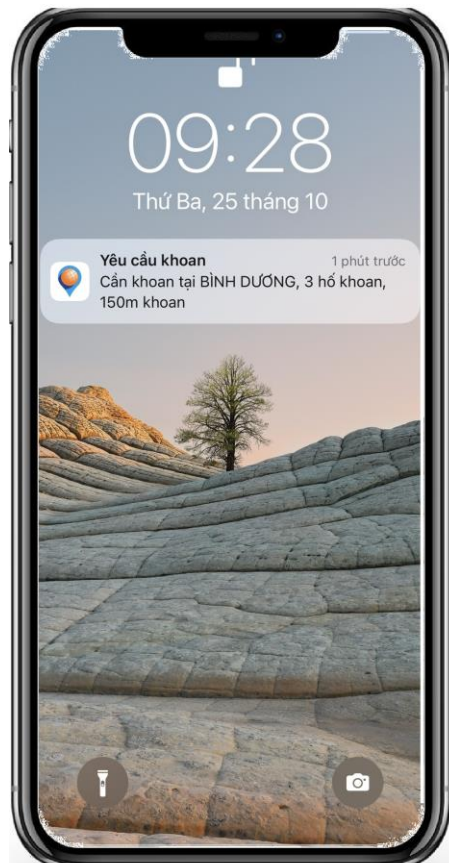 09:28
Thứ Ba, 25 tháng 10
Yêu cầu khoan 1 phút trước
Cần khoan tại BÌNH DƯƠNG, 3 hố khoan,
150m khoan